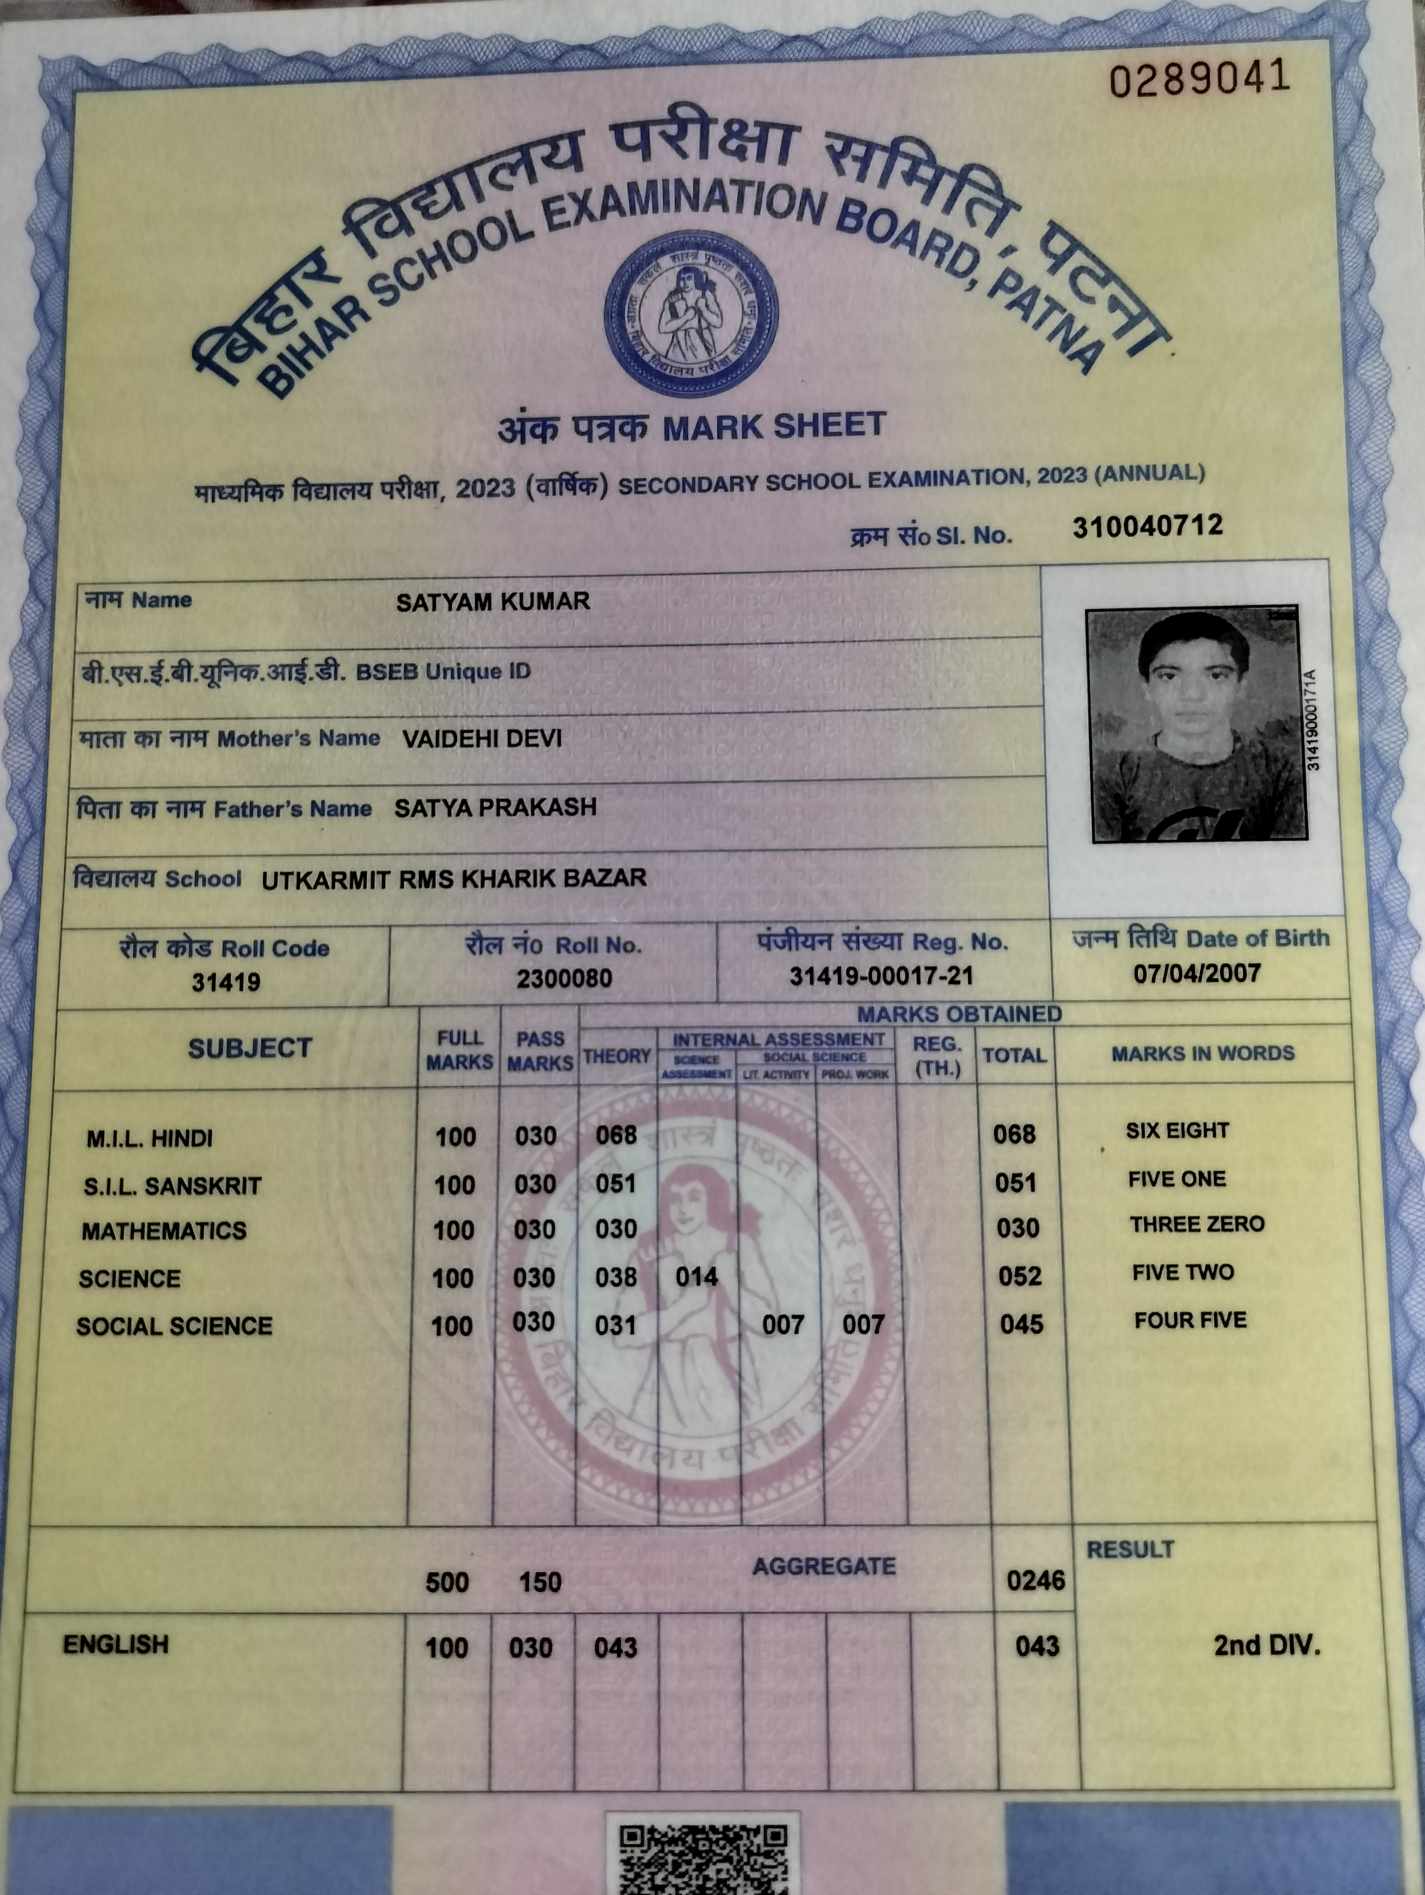 0289041
बिहार विद्यालय परीक्षा समिति, पटना
BIHAR SCHOOL EXAMINATION BOARD, PATNA
बिहार विद्यालय परीक्षा समिति
अंक पत्रक MARK SHEET
माध्यमिक विद्यालय परीक्षा, 2023 (वार्षिक) SECONDARY SCHOOL EXAMINATION, 2023 (ANNUAL)
क्रम सं० Sl. No. 310040712
नाम Name SATYAM KUMAR
बी.एस.ई.बी.यूनिक.आई.डी. BSEB Unique ID
माता का नाम Mother's Name VAIDEHI DEVI
पिता का नाम Father's Name SATYA PRAKASH
31419000171A
विद्यालय School UTKARMIT RMS KHARIK BAZAR
रौल कोड Roll Code रौल नं० Roll No. पंजीयन संख्या Reg. No. जन्म तिथि Date of Birth
31419 2300080 31419-00017-21 07/04/2007
MARKS OBTAINED
SUBJECT FULL MARKS PASS MARKS THEORY INTERNAL ASSESSMENT REG. (TH.) TOTAL MARKS IN WORDS
SCIENCE ASSESSMENT SOCIAL SCIENCE
LIT. ACTIVITY PROJ. WORK
M.I.L. HINDI 100 030 068 068 SIX EIGHT
S.I.L. SANSKRIT 100 030 051 051 FIVE ONE
MATHEMATICS 100 030 030 030 THREE ZERO
SCIENCE 100 030 038 014 052 FIVE TWO
SOCIAL SCIENCE 100 030 031 007 007 045 FOUR FIVE
बिहार विद्यालय परीक्षा समिति
500 150 AGGREGATE 0246 RESULT
ENGLISH 100 030 043 043 2nd DIV.